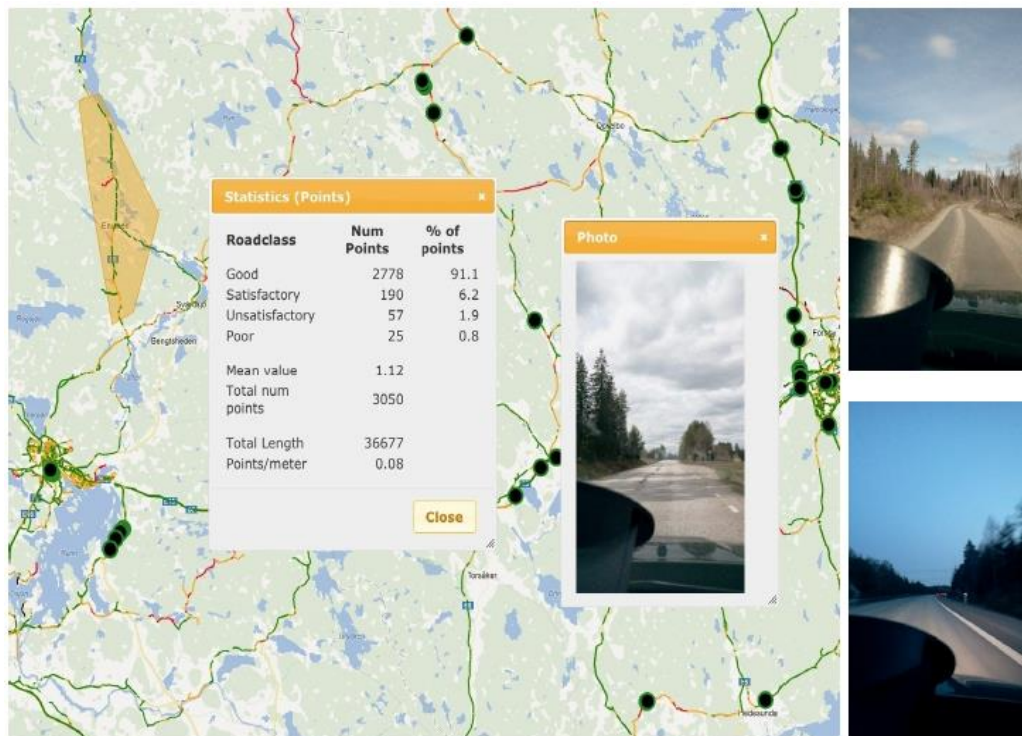 Statistics (Points) x
Roadclass Num Points % of points
Good 2778 91.1
Satisfactory 190 6.2
Unsatisfactory 57 1.9
Poor 25 0.8
Mean value 1.12
Total num points 3050
Total Length 36677
Points/meter 0.08
Close
Photo x
Bengtsheden
Torsåker
Hedesunda